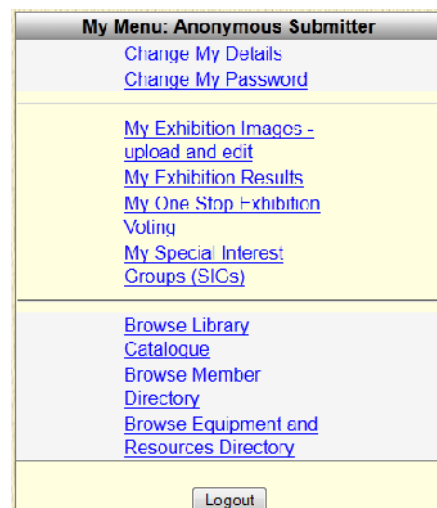 My Menu: Anonymous Submitter
Change My Details
Change My Password
My Exhibition Images -
upload and edit
My Exhibition Results
My One Stop Exhibition
Voting
My Special Interest
Groups (SIGs)
Browse Library
Catalogue
Browse Member
Directory
Browse Equipment and
Resources Directory
Logout